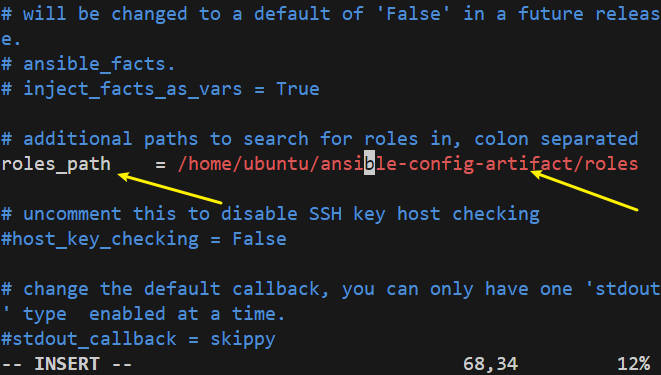 # will be changed to a default of 'False' in a future releas
e.
# ansible_facts.
# inject_facts_as_vars = True
# additional paths to search for roles in, colon separated
roles_path    = /home/ubuntu/ansible-config-artifact/roles
# uncomment this to disable SSH key host checking
#host_key_checking = False
# change the default callback, you can only have one 'stdout
' type  enabled at a time.
#stdout_callback = skippy
-- INSERT -- 68,34 12%